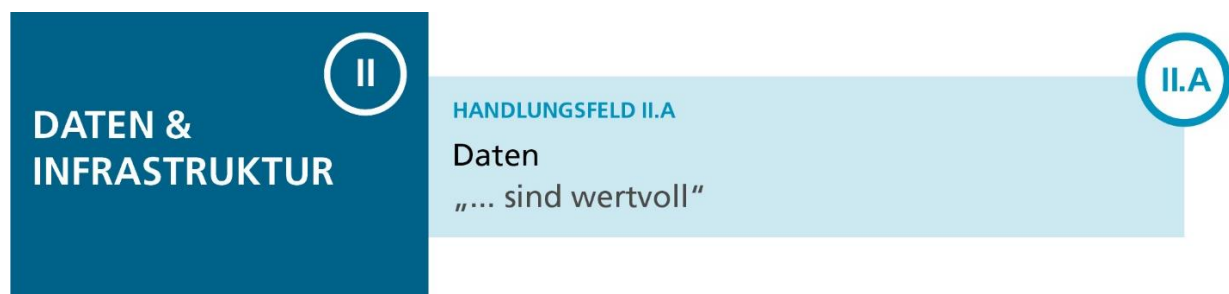 II
DATEN &
INFRASTRUKTUR
II.A
HANDLUNGSFELD II.A
Daten
„... sind wertvoll“